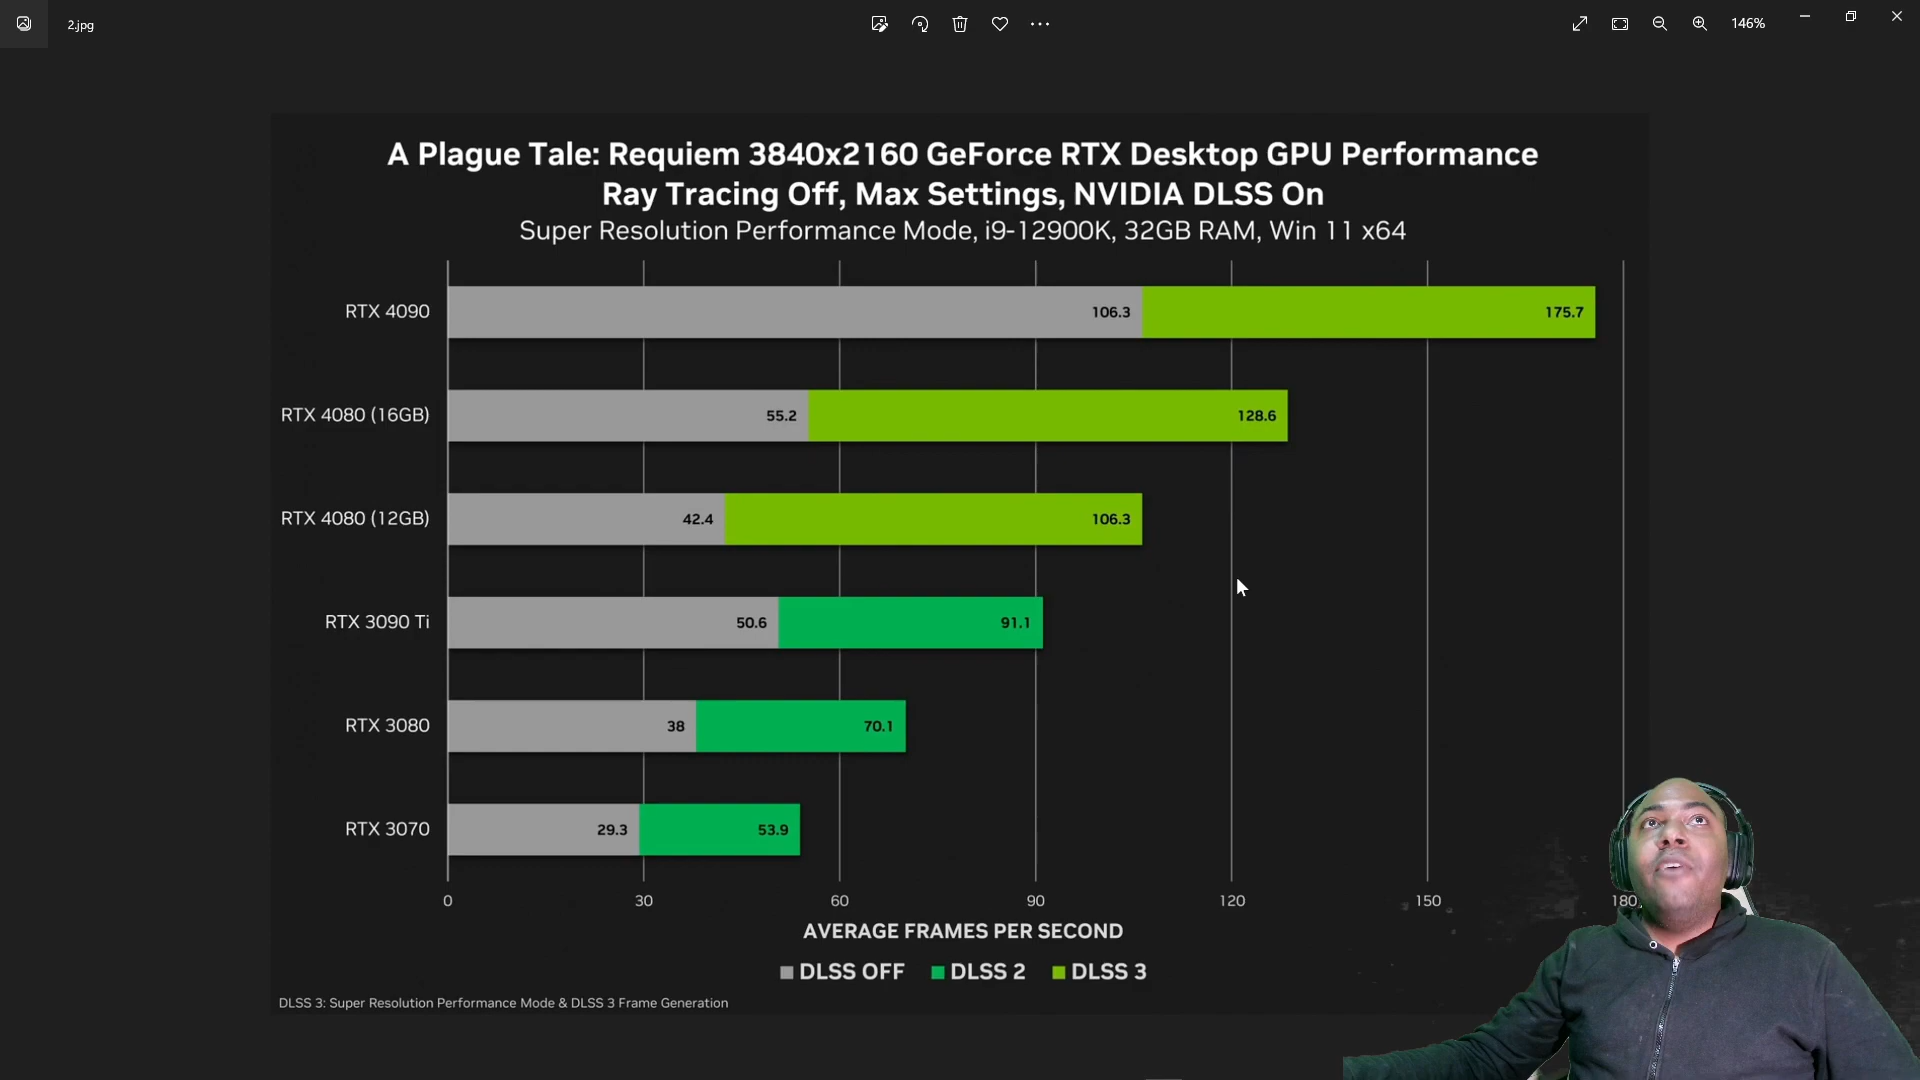 2.jpg
146%
A Plague Tale: Requiem 3840x2160 GeForce RTX Desktop GPU Performance
Ray Tracing Off, Max Settings, NVIDIA DLSS On
Super Resolution Performance Mode, i9-12900K, 32GB RAM, Win 11 x64
RTX 4090 106.3 175.7
RTX 4080 (16GB) 55.2 128.6
RTX 4080 (12GB) 42.4 106.3
RTX 3090 Ti 50.6 91.1
RTX 3080 38 70.1
RTX 3070 29.3 53.9
0 30 60 90 120 150 180
AVERAGE FRAMES PER SECOND
DLSS OFF DLSS 2 DLSS 3
DLSS 3: Super Resolution Performance Mode & DLSS 3 Frame Generation